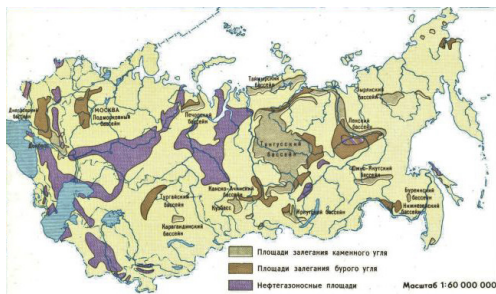 Таймырский
бассейн
Зырянский
бассейн
Печорский
бассейн
Ленский
бассейн
Днепровский
бассейн
МОСКВА
Подмосковный
бассейн
Тунгусский
бассейн
Южно-Якутский
бассейн
Канско-Ачинский
бассейн
Тургайский
бассейн
Кузбасс
Иркутский бассейн
Буреинский
бассейн
бассейн
Карагандинский
бассейн
Площади залегания каменного угля
Площади залегания бурого угля
Нефтегазоносные площади
Масштаб 1:60 000 000